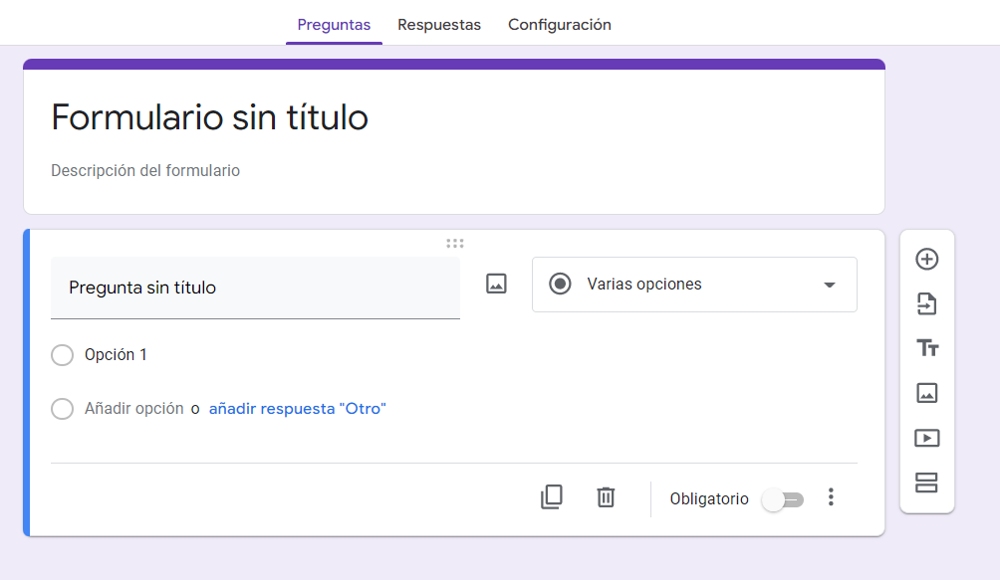 Preguntas Respuestas Configuración
Formulario sin título
Descripción del formulario
Pregunta sin título
Varias opciones
Opción 1
Añadir opción o añadir respuesta "Otro"
Tт
Obligatorio